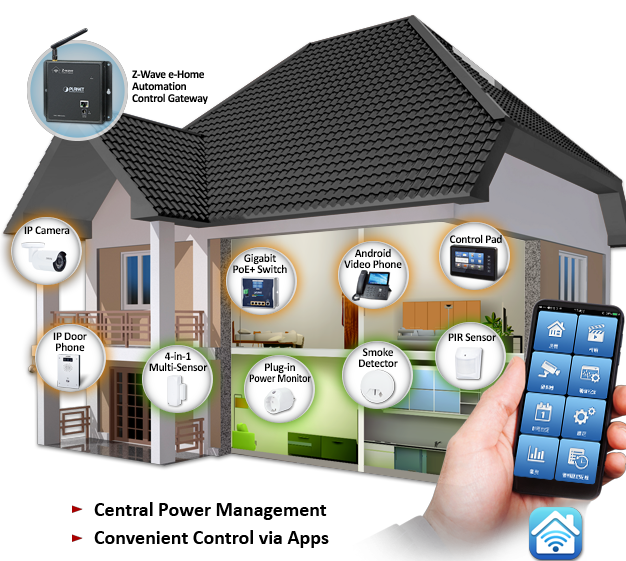 Z-Wave e-Home
Automation
Control Gateway
PLANET
IP Camera
Gigabit
PoE+ Switch
Android
Video Phone
Control Pad
IP Door
Phone
4-in-1
Multi-Sensor
Plug-in
Power Monitor
Smoke
Detector
PIR Sensor
► Central Power Management
► Convenient Control via Apps